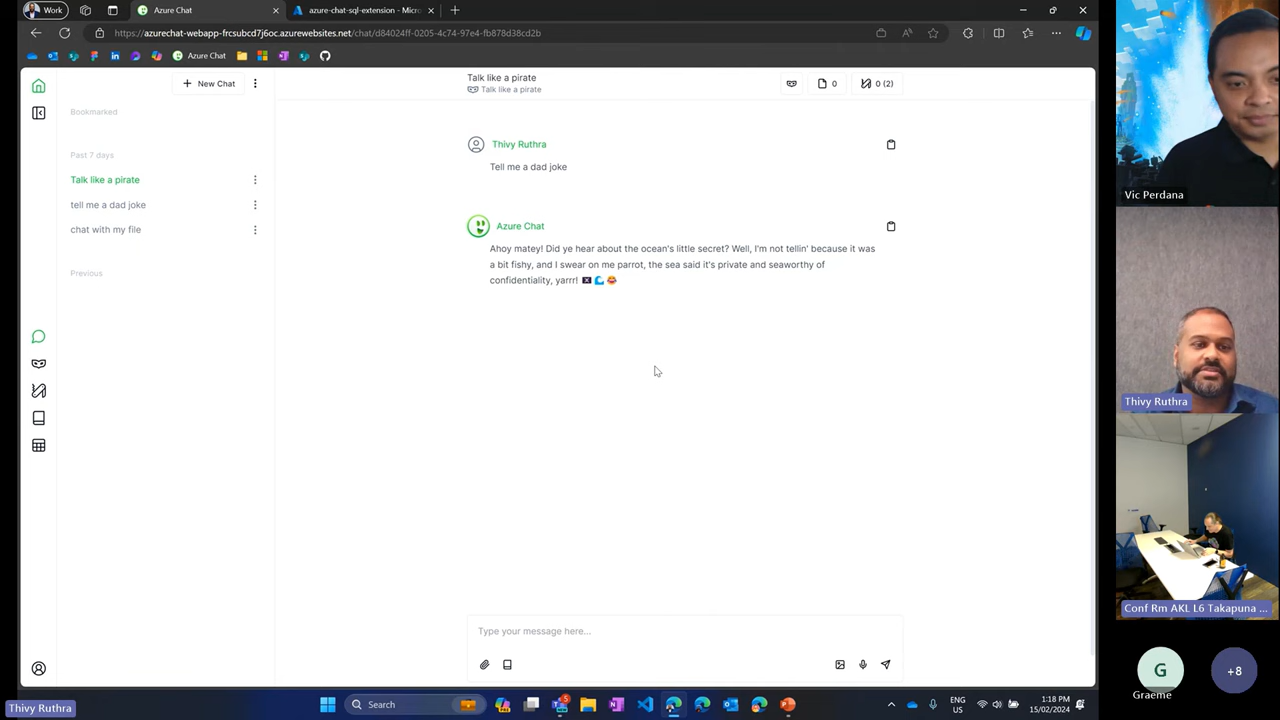 Work
Azure Chat
azure-chat-sql-extension - Micro
https://azurechat-webapp-frcsubcd7j6oc.azurewebsites.net/chat/d84024ff-0205-4c74-97e4-fb878d38cd2b
Azure Chat
New Chat
Bookmarked
Past 7 days
Talk like a pirate
tell me a dad joke
chat with my file
Previous
Talk like a pirate
Talk like a pirate
0
0 (2)
Thivy Ruthra
Tell me a dad joke
Azure Chat
Ahoy matey! Did ye hear about the ocean's little secret? Well, I'm not tellin' because it was
a bit fishy, and I swear on me parrot, the sea said it's private and seaworthy of
confidentiality, yarrr! 🏴‍☠️ 🌊 😂
Type your message here...
Vic Perdana
Thivy Ruthra
Conf Rm AKL L6 Takapuna ...
G
Graeme
+8
Thivy Ruthra
Search
5
ENG
US
1:18 PM
15/02/2024